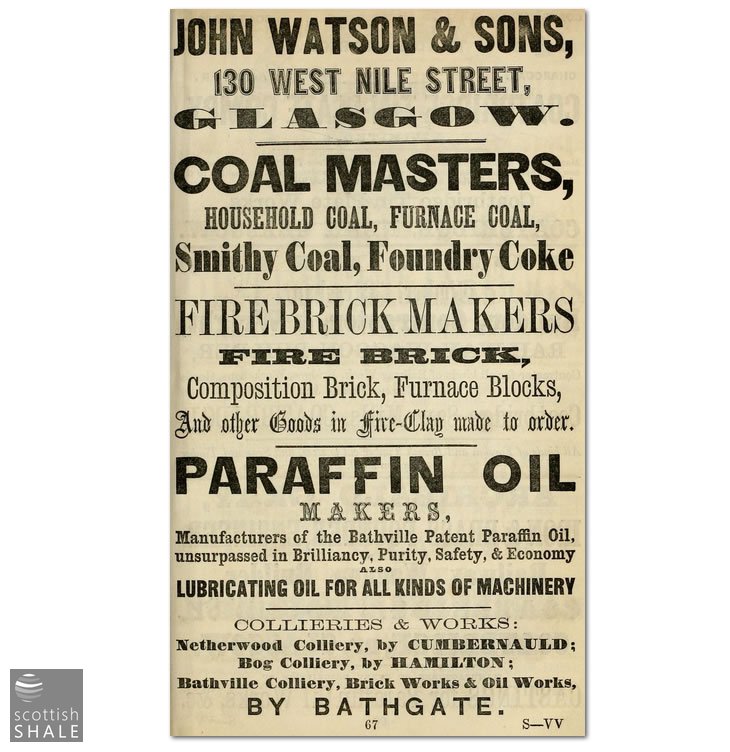 JOHN WATSON & SONS,
130 WEST NILE STREET,
GLASGOW.
COAL MASTERS,
HOUSEHOLD COAL, FURNACE COAL,
Smithy Coal, Foundry Coke
FIRE BRICK MAKERS
FIRE BRICK,
Composition Brick, Furnace Blocks,
And other Goods in Fire-Clay made to order.
PARAFFIN OIL
MAKERS,
Manufacturers of the Bathville Patent Paraffin Oil,
unsurpassed in Brilliancy, Purity, Safety, & Economy
ALSO
LUBRICATING OIL FOR ALL KINDS OF MACHINERY
COLLIERIES & WORKS:
Netherwood Colliery, by CUMBERNAULD;
Bog Colliery, by HAMILTON;
Bathville Colliery, Brick Works & Oil Works,
BY BATHGATE.
67 S—VV
scottish
SHALE